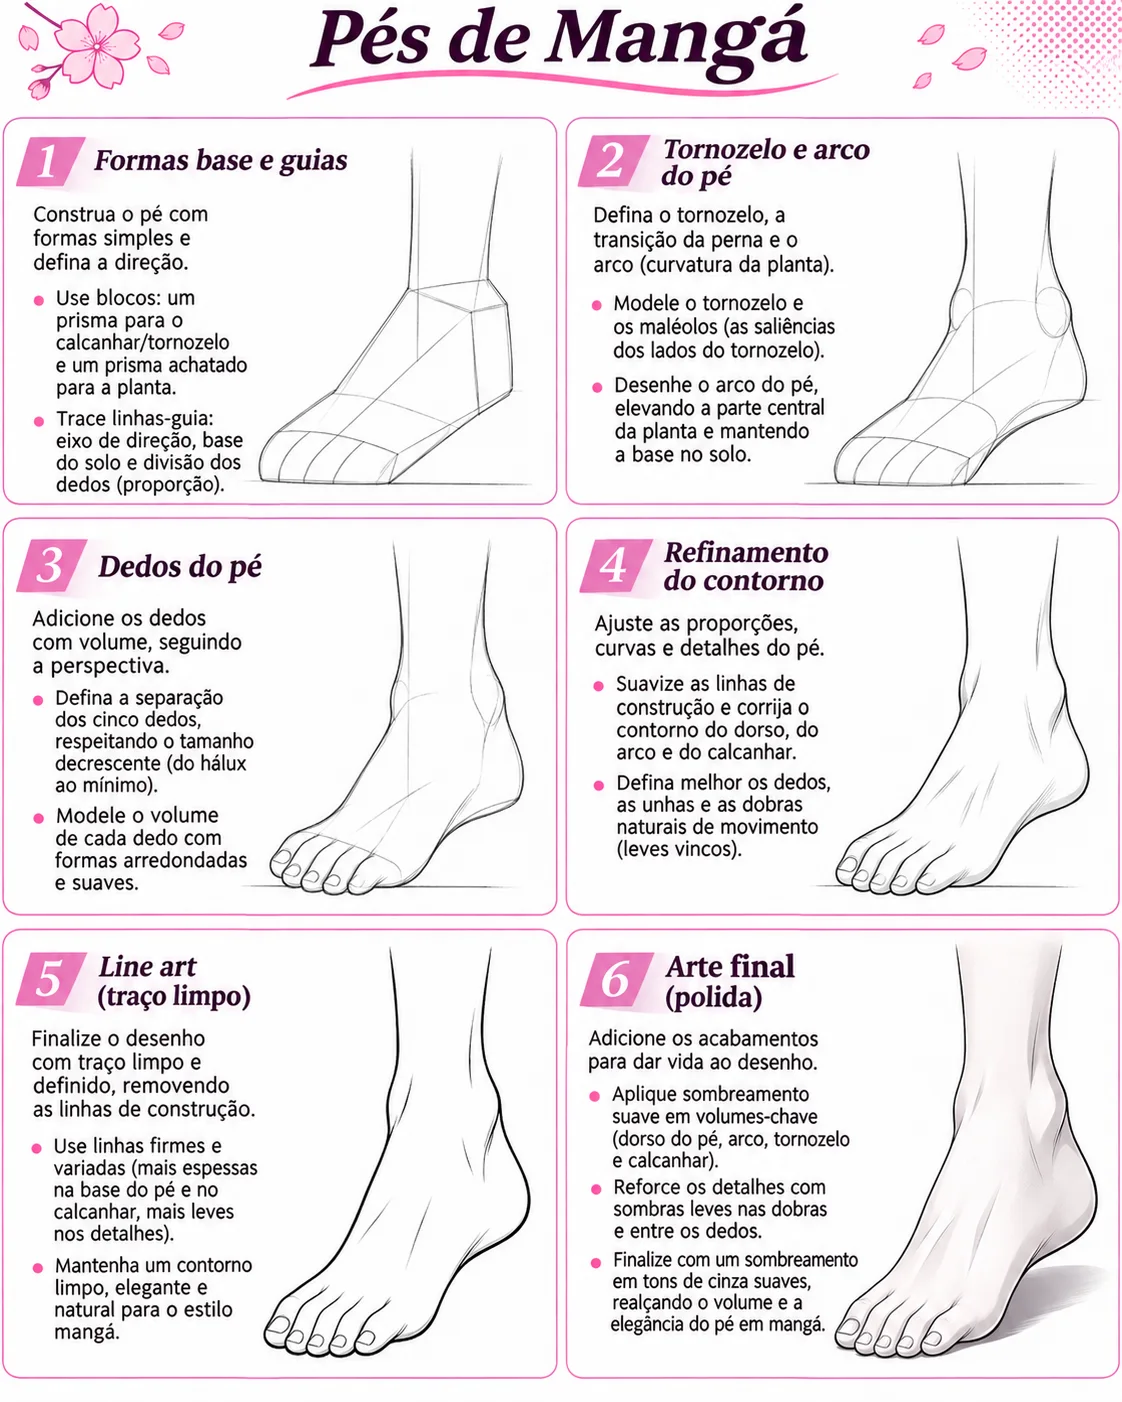 Pés de Mangá
1 Formas base e guias
Construa o pé com
formas simples e
defina a direção.
Use blocos: um
prisma para o
calcanhar/tornozelo
e um prisma achatado
para a planta.
Trace linhas-guia:
eixo de direção, base
do solo e divisão dos
dedos (proporção).
2 Tornozelo e arco
do pé
Defina o tornozelo, a
transição da perna e o
arco (curvatura da planta).
Modele o tornozelo e
os maléolos (as saliências
dos lados do tornozelo).
Desenhe o arco do pé,
elevando a parte central
da planta e mantendo
a base no solo.
3 Dedos do pé
Adicione os dedos
com volume, seguindo
a perspectiva.
Defina a separação
dos cinco dedos,
respeitando o tamanho
decrescente (do hálux
ao mínimo).
Modele o volume
de cada dedo com
formas arredondadas
e suaves.
4 Refinamento
do contorno
Ajuste as proporções,
curvas e detalhes do pé.
Suavize as linhas de
construção e corrija o
contorno do dorso, do
arco e do calcanhar.
Defina melhor os dedos,
as unhas e as dobras
naturais de movimento
(leves vincos).
5 Line art
(traço limpo)
Finalize o desenho
com traço limpo e
definido, removendo
as linhas de construção.
Use linhas firmes e
variadas (mais espessas
na base do pé e no
calcanhar, mais leves
nos detalhes).
Mantenha um contorno
limpo, elegante e
natural para o estilo
mangá.
6 Arte final
(polida)
Adicione os acabamentos
para dar vida ao desenho.
Aplique sombreamento
suave em volumes-chave
(dorso do pé, arco, tornozelo
e calcanhar).
Reforce os detalhes com
sombras leves nas dobras
e entre os dedos.
Finalize com um sombreamento
em tons de cinza suaves,
realçando o volume e a
elegância do pé em mangá.